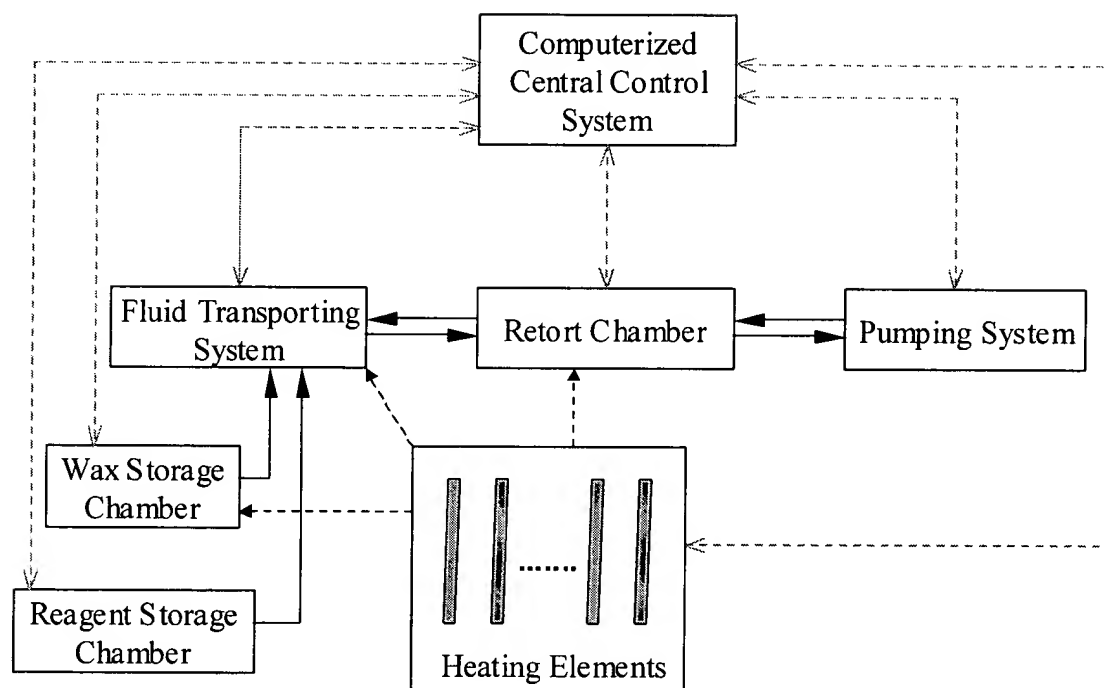 Computerized
Central Control
System
Fluid Transporting
System
Retort Chamber
Pumping System
Wax Storage
Chamber
Reagent Storage
Chamber
Heating Elements